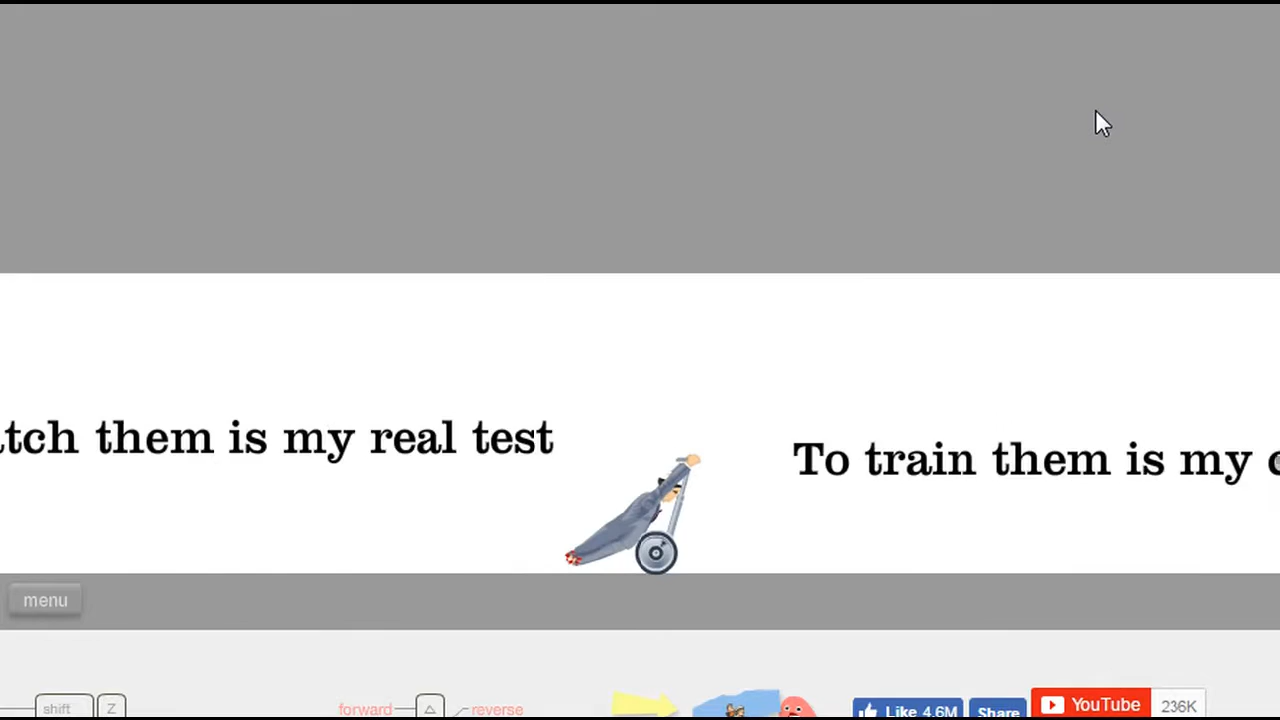 tch them is my real test
To train them is my
menu
shift Z
forward reverse
Like 4.6M Share YouTube 236K